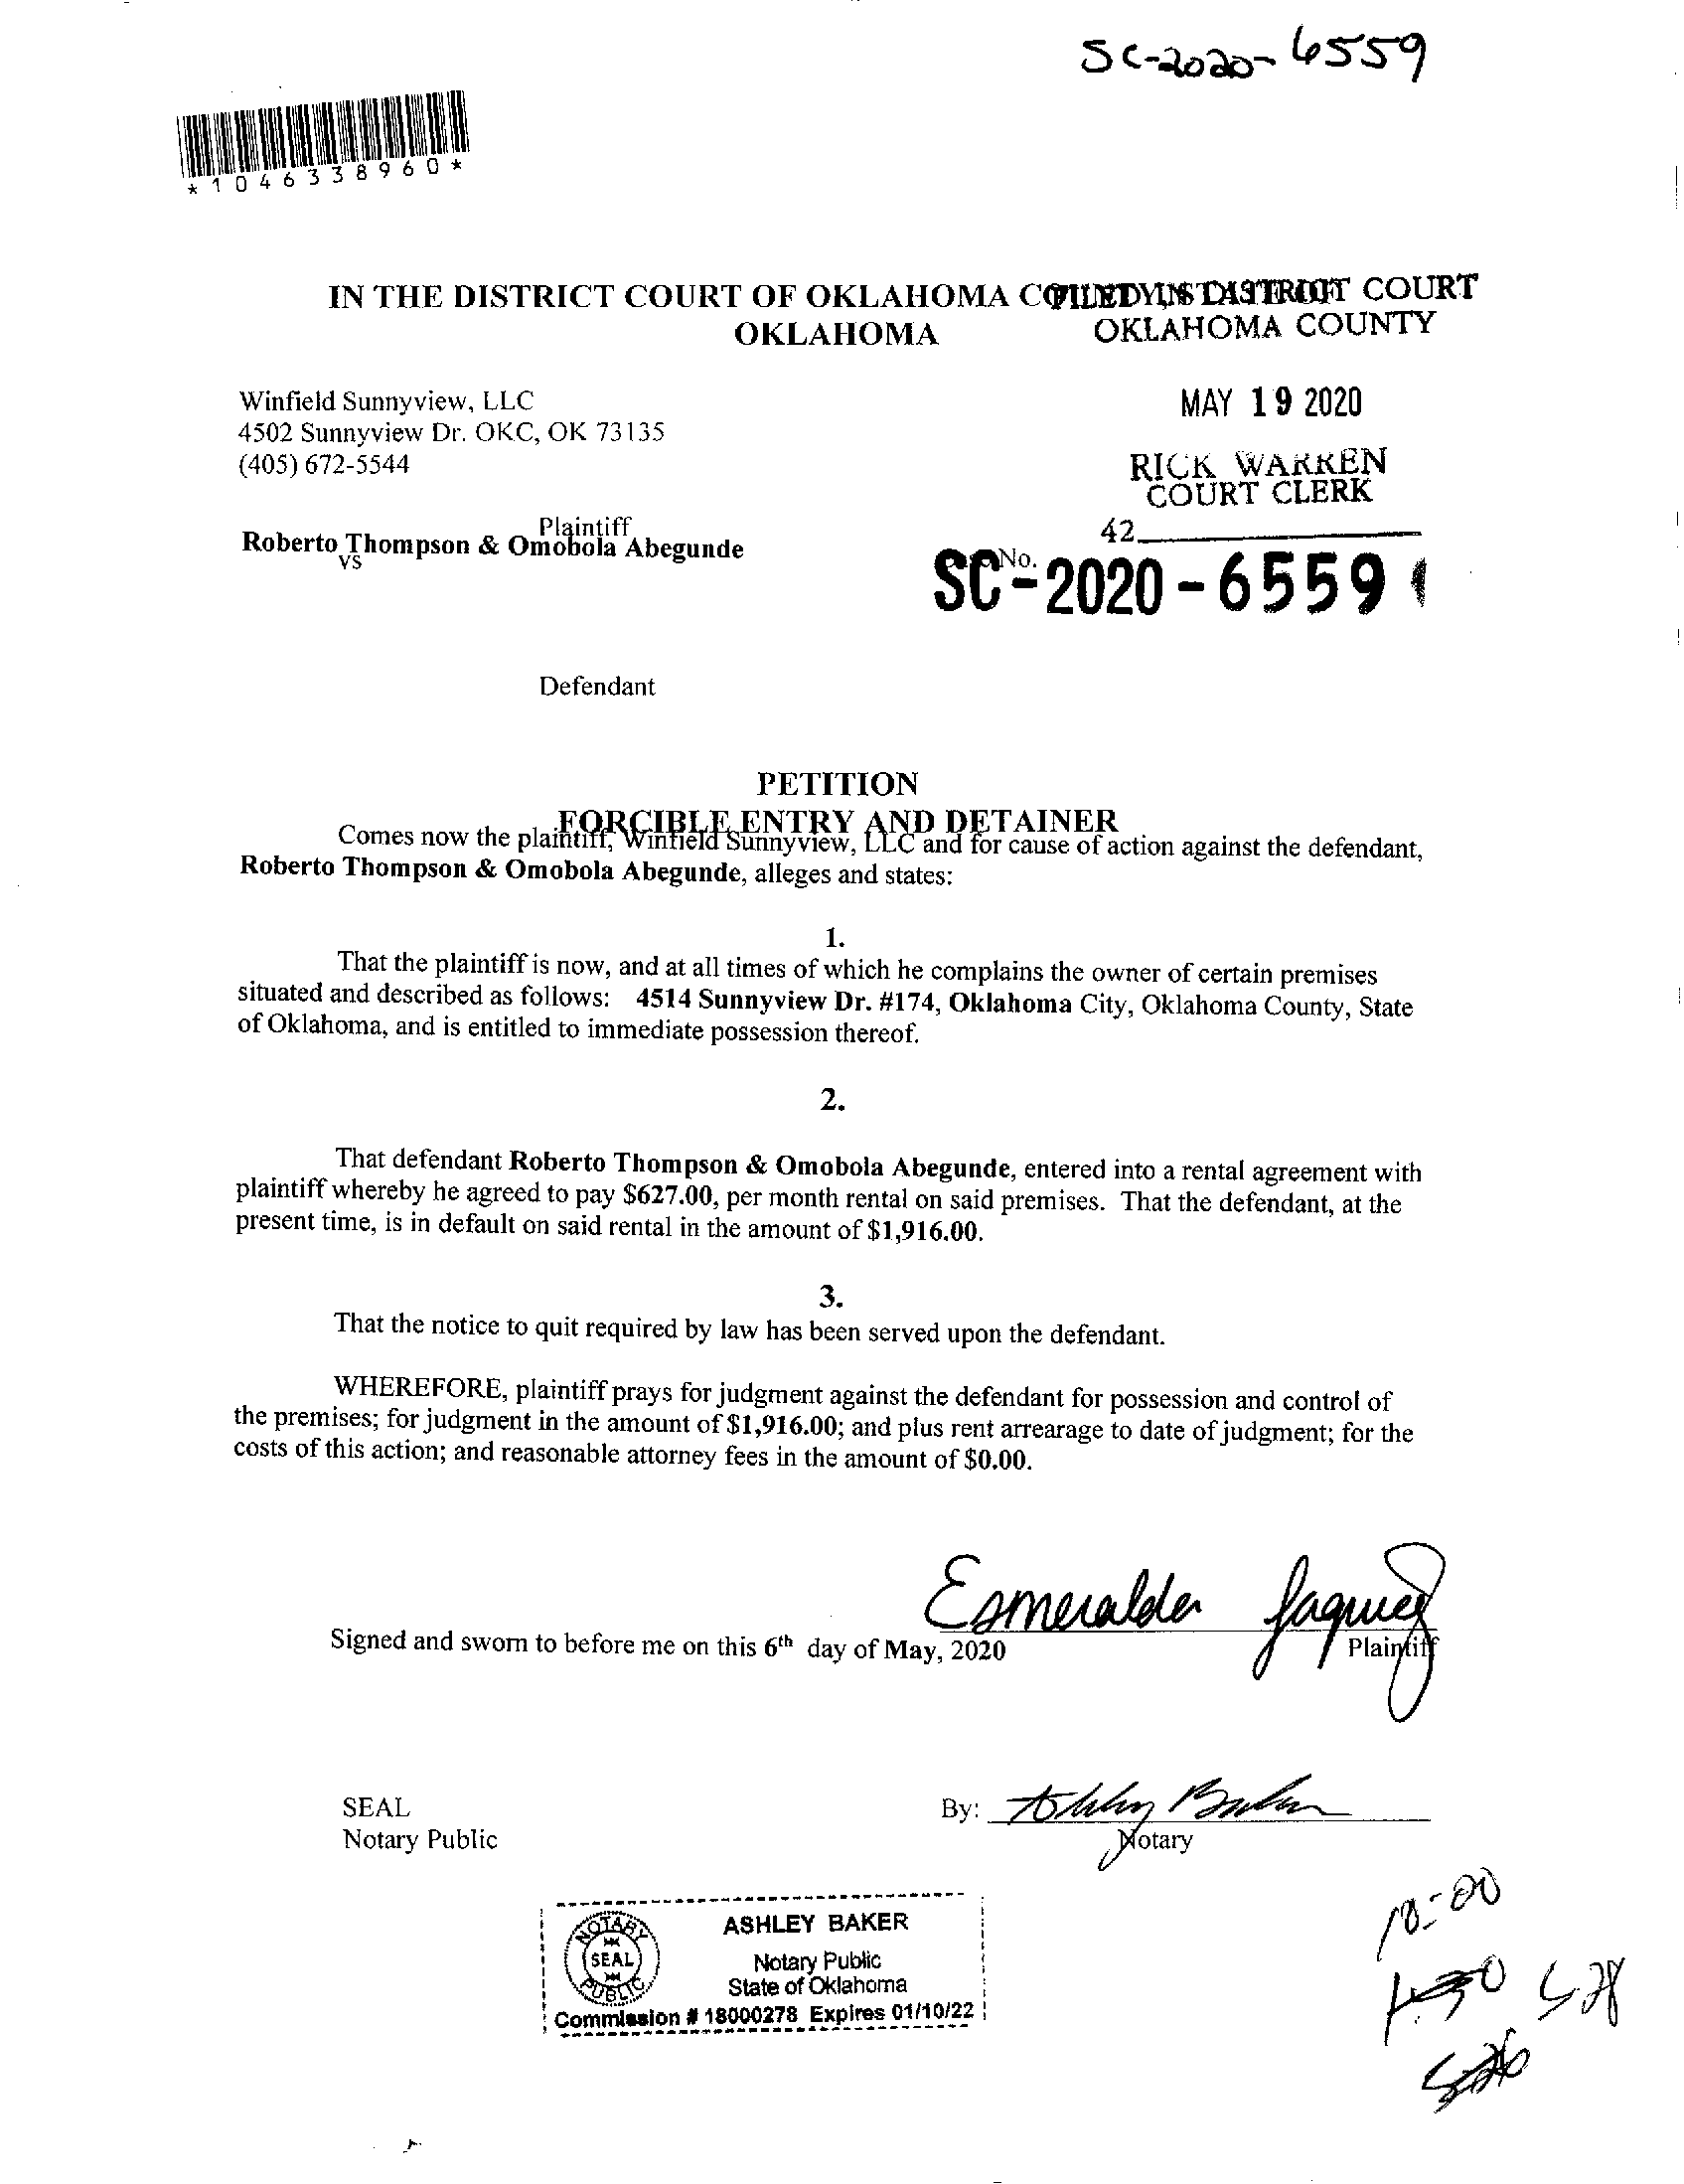 SC-2020-6559
*1046338960*
IN THE DISTRICT COURT OF OKLAHOMA COUNTY, STATE OF
OKLAHOMA
FILED IN DISTRICT COURT
OKLAHOMA COUNTY
Winfield Sunnyview, LLC
4502 Sunnyview Dr. OKC, OK 73135
(405) 672-5544
MAY 19 2020
RICK WARREN
COURT CLERK
42
Plaintiff
Roberto Thompson & Omobola Abegunde
vs
No.
SC-2020-6559
Defendant
PETITION
FORCIBLE ENTRY AND DETAINER
Comes now the plaintiff, Winfield Sunnyview, LLC and for cause of action against the defendant,
Roberto Thompson & Omobola Abegunde, alleges and states:
1.
That the plaintiff is now, and at all times of which he complains the owner of certain premises
situated and described as follows: 4514 Sunnyview Dr. #174, Oklahoma City, Oklahoma County, State
of Oklahoma, and is entitled to immediate possession thereof.
2.
That defendant Roberto Thompson & Omobola Abegunde, entered into a rental agreement with
plaintiff whereby he agreed to pay $627.00, per month rental on said premises. That the defendant, at the
present time, is in default on said rental in the amount of $1,916.00.
3.
That the notice to quit required by law has been served upon the defendant.
WHEREFORE, plaintiff prays for judgment against the defendant for possession and control of
the premises; for judgment in the amount of $1,916.00; and plus rent arrearage to date of judgment; for the
costs of this action; and reasonable attorney fees in the amount of $0.00.
Esmeralda Jaquez
Signed and sworn to before me on this 6th day of May, 2020
Plaintiff
SEAL
Notary Public
By: Ashley Baker
Notary
NOTARY
SEAL
PUBLIC
ASHLEY BAKER
Notary Public
State of Oklahoma
Commission # 18000278 Expires 01/10/22
10:00
1:30 5-28